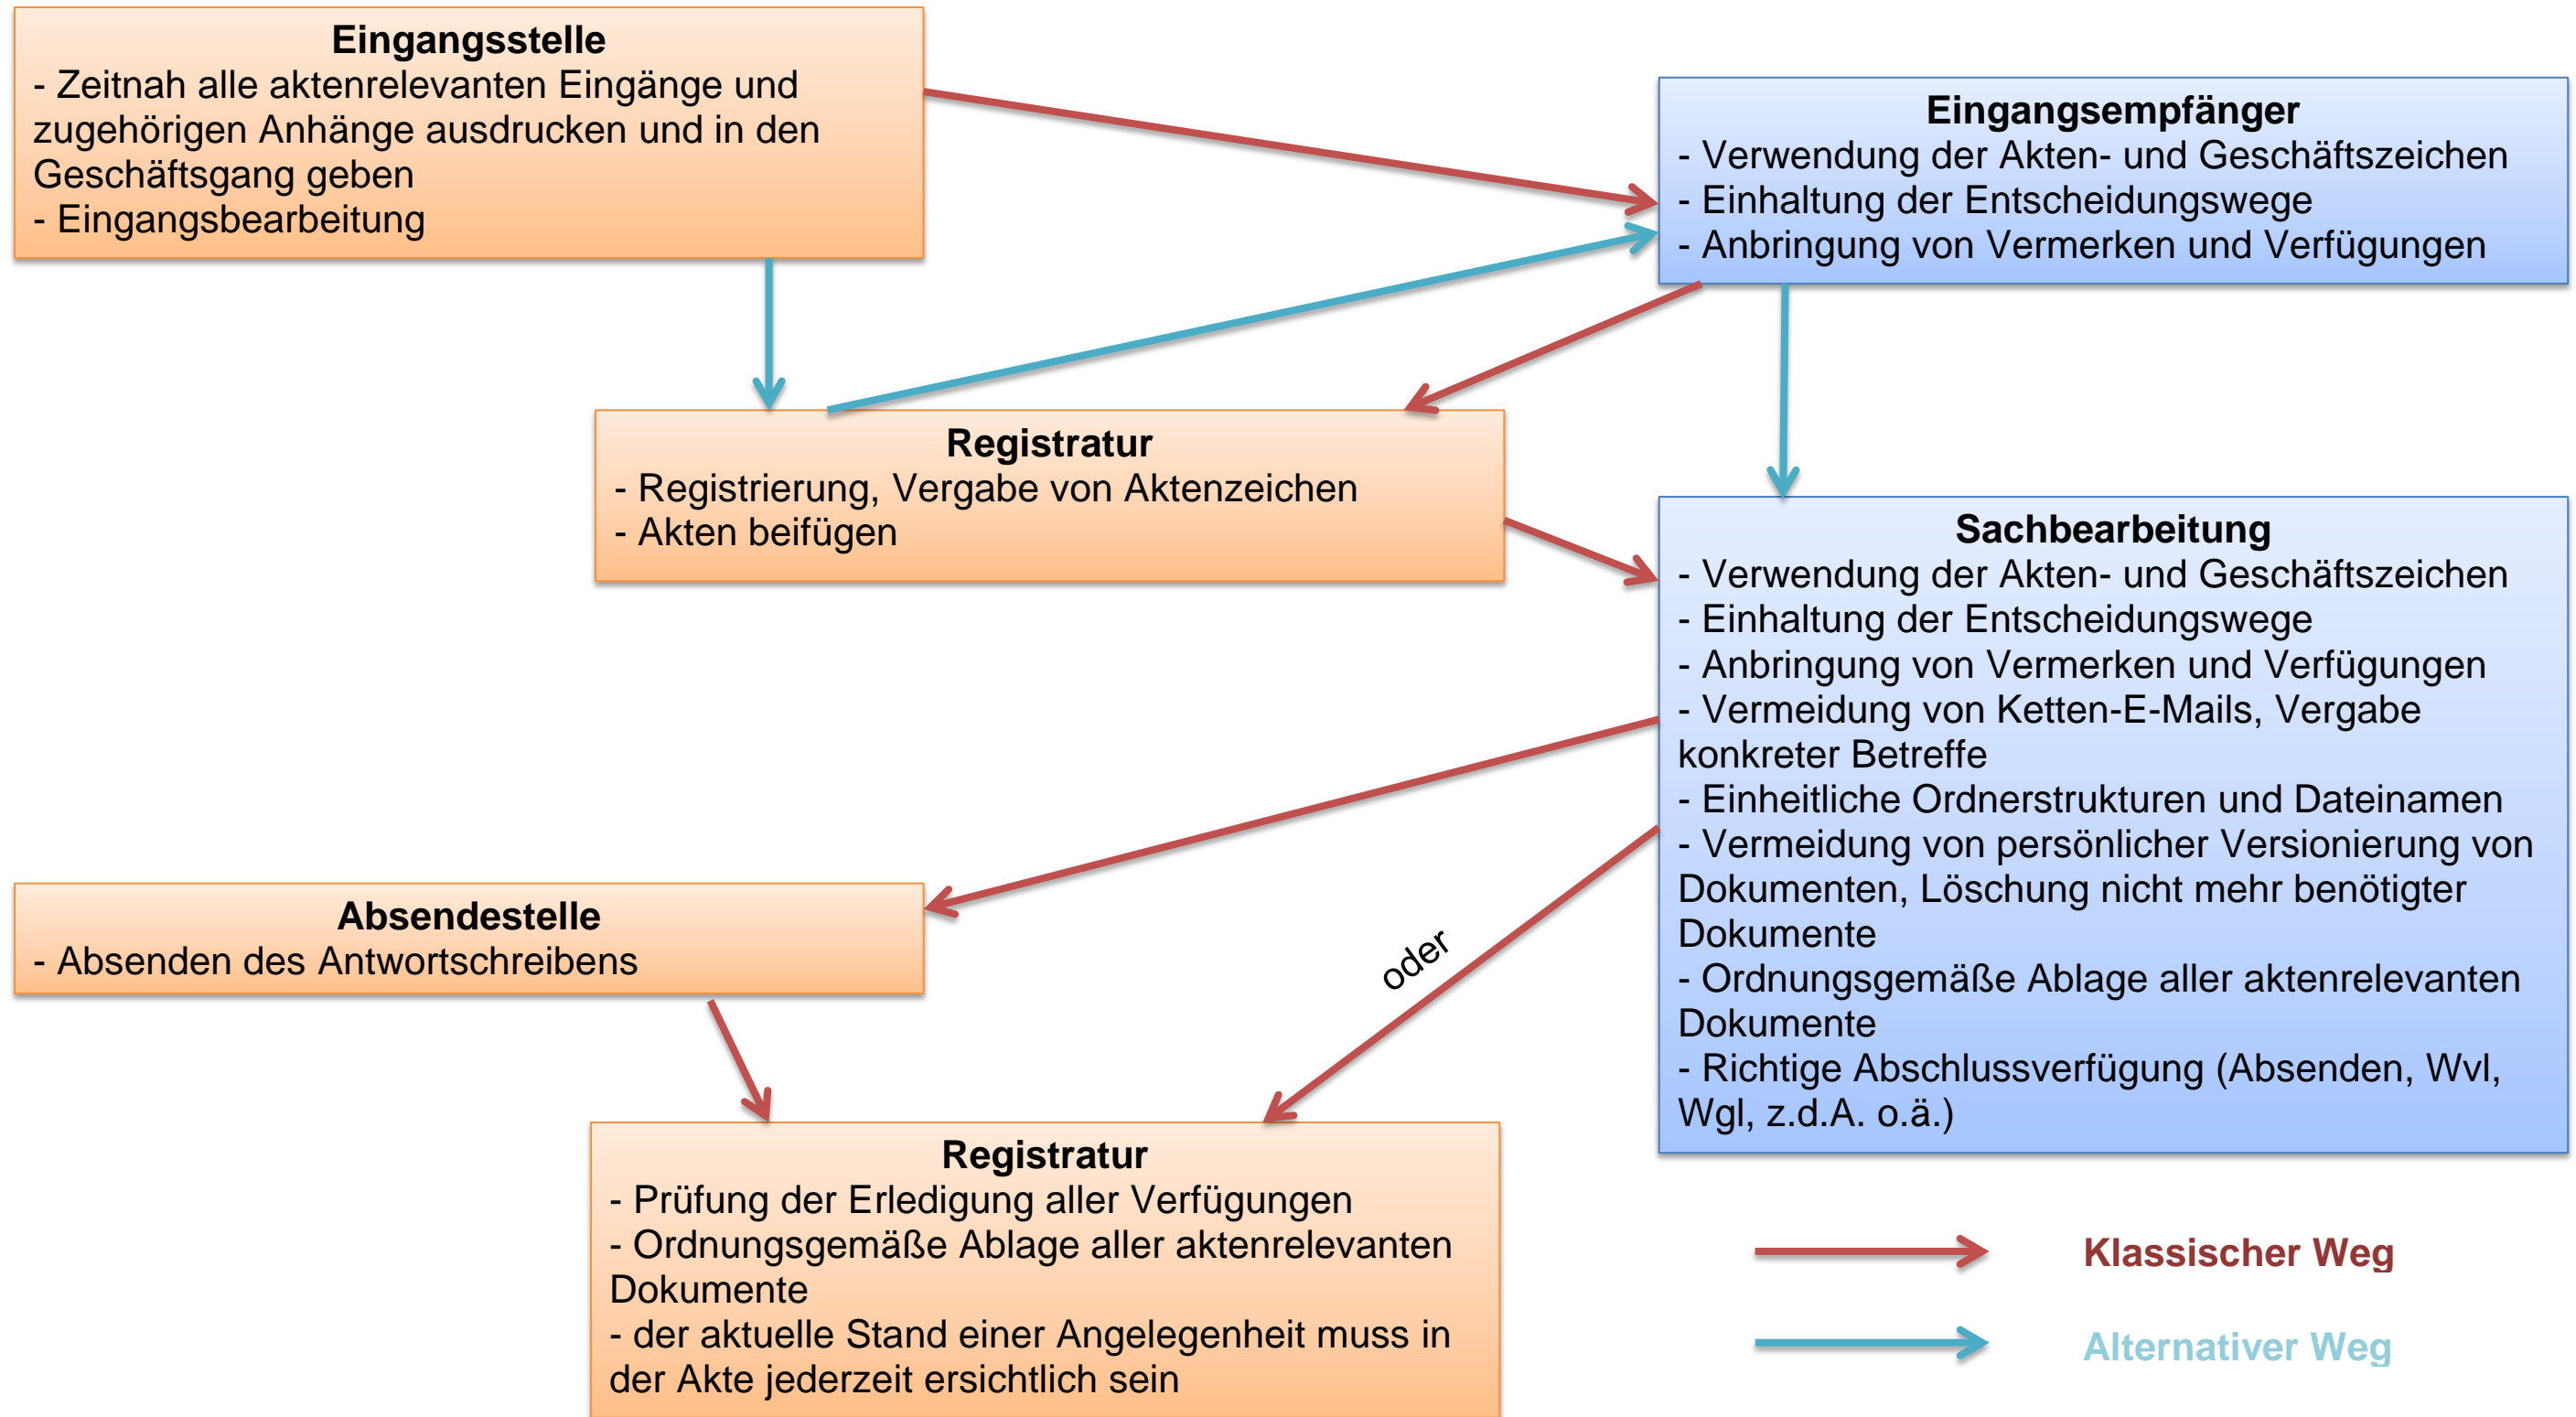 Eingangsstelle
- Zeitnah alle aktenrelevanten Eingänge und
zugehörigen Anhänge ausdrucken und in den
Geschäftsgang geben
- Eingangsbearbeitung
Eingangsempfänger
- Verwendung der Akten- und Geschäftszeichen
- Einhaltung der Entscheidungswege
- Anbringung von Vermerken und Verfügungen
Registratur
- Registrierung, Vergabe von Aktenzeichen
- Akten beifügen
Sachbearbeitung
- Verwendung der Akten- und Geschäftszeichen
- Einhaltung der Entscheidungswege
- Anbringung von Vermerken und Verfügungen
- Vermeidung von Ketten-E-Mails, Vergabe
konkreter Betreffe
- Einheitliche Ordnerstrukturen und Dateinamen
- Vermeidung von persönlicher Versionierung von
Dokumenten, Löschung nicht mehr benötigter
Dokumente
- Ordnungsgemäße Ablage aller aktenrelevanten
Dokumente
- Richtige Abschlussverfügung (Absenden, Wvl,
Wgl, z.d.A. o.ä.)
Absendestelle
- Absenden des Antwortschreibens
oder
Registratur
- Prüfung der Erledigung aller Verfügungen
- Ordnungsgemäße Ablage aller aktenrelevanten
Dokumente
- der aktuelle Stand einer Angelegenheit muss in
der Akte jederzeit ersichtlich sein
Klassischer Weg
Alternativer Weg